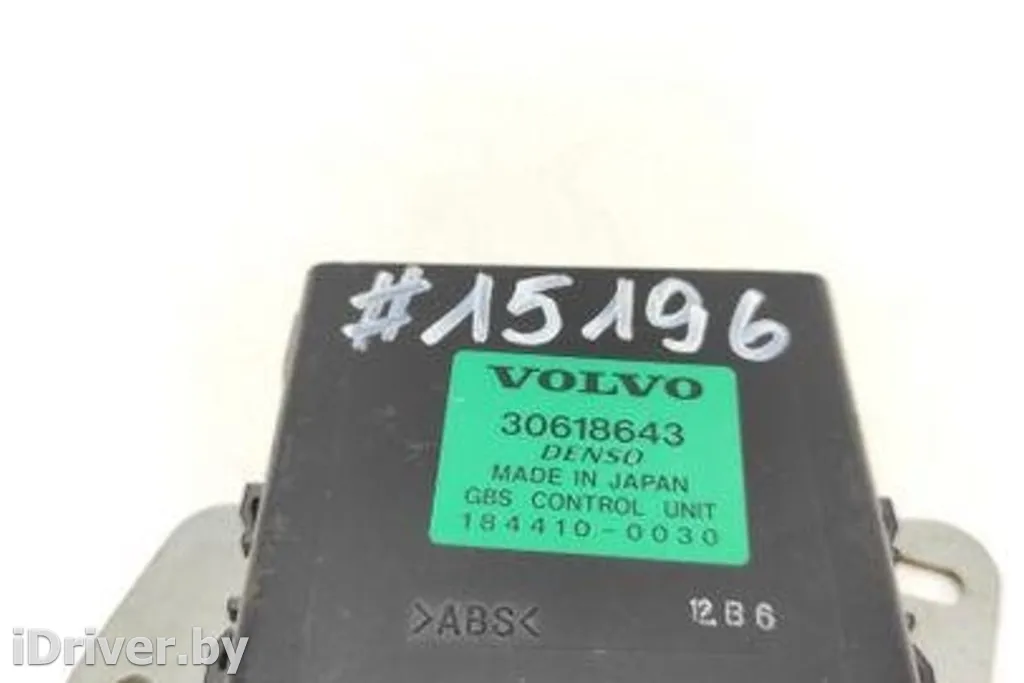 #15196
VOLVO
30618643
DENSO
MADE IN JAPAN
GBS CONTROL UNIT
184410-0030
>ABS<
12B6
iDriver.by